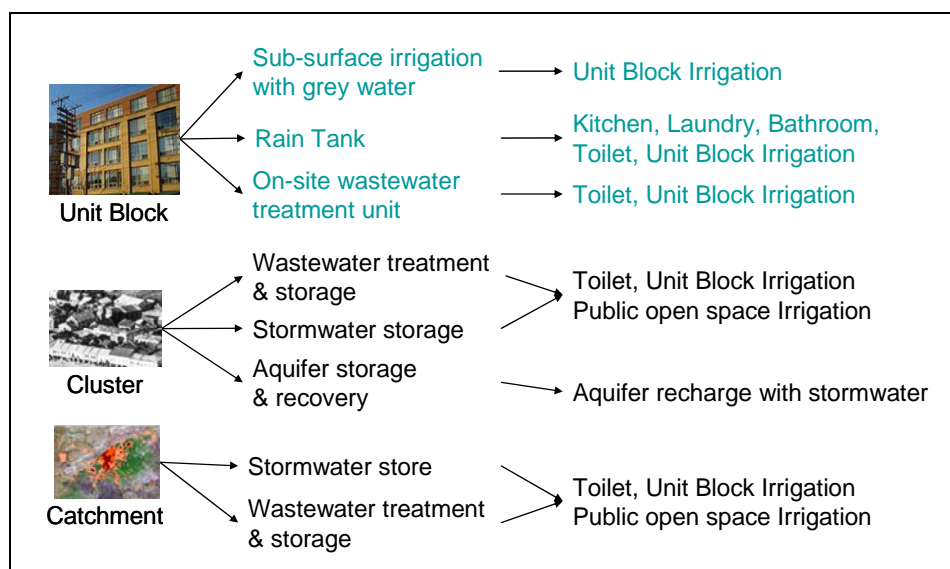 Sub-surface irrigation
with grey water
Unit Block Irrigation
Rain Tank
Kitchen, Laundry, Bathroom,
Toilet, Unit Block Irrigation
On-site wastewater
treatment unit
Toilet, Unit Block Irrigation
Unit Block
Wastewater treatment
& storage
Toilet, Unit Block Irrigation
Public open space Irrigation
Stormwater storage
Cluster
Aquifer storage
& recovery
Aquifer recharge with stormwater
Catchment
Stormwater store
Wastewater treatment
& storage
Toilet, Unit Block Irrigation
Public open space Irrigation